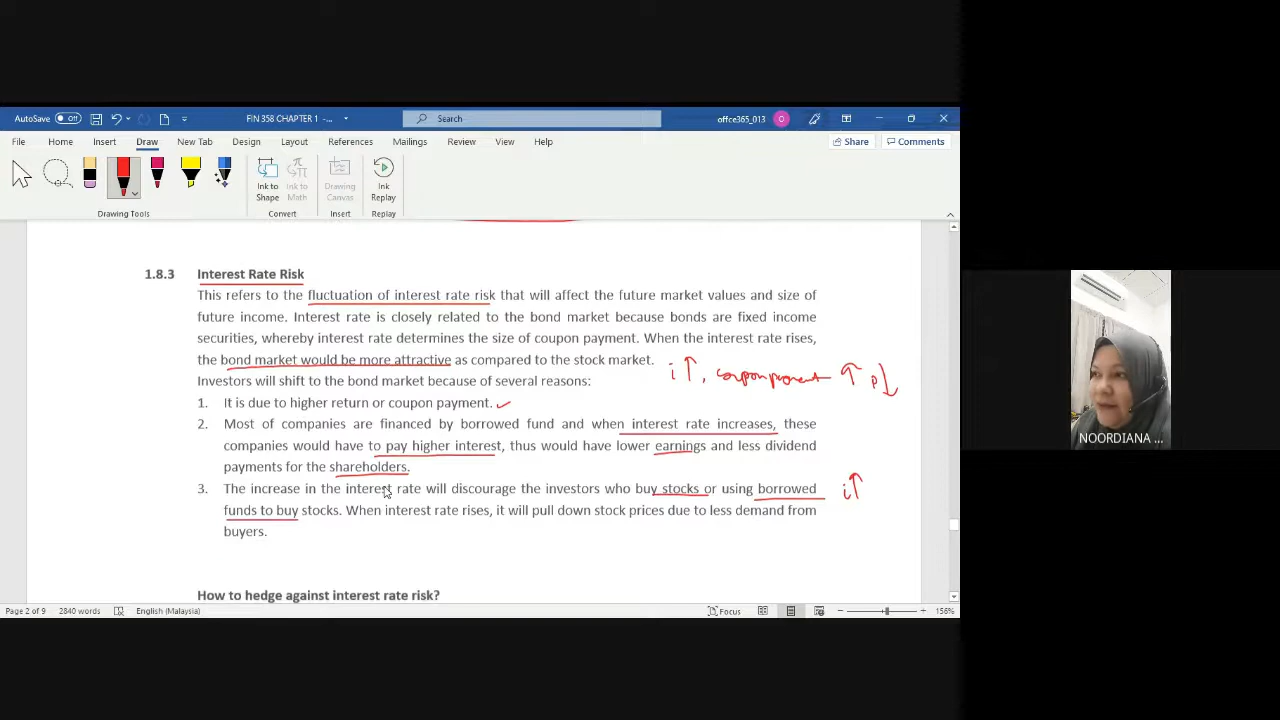 AutoSave Off FIN 358 CHAPTER 1 -... Search offce365_013 O
File Home Insert Draw New Tab Design Layout References Mailings Review View Help Share Comments
Ink to Shape
Ink to Math
Drawing Canvas
Ink Replay
Drawing Tools Convert Insert Replay
1.8.3 Interest Rate Risk
This refers to the fluctuation of interest rate risk that will affect the future market values and size of
future income. Interest rate is closely related to the bond market because bonds are fixed income
securities, whereby interest rate determines the size of coupon payment. When the interest rate rises,
the bond market would be more attractive as compared to the stock market.
i↑, coupon payment ↑ p↓
Investors will shift to the bond market because of several reasons:
1. It is due to higher return or coupon payment. ✓
2. Most of companies are financed by borrowed fund and when interest rate increases, these
companies would have to pay higher interest, thus would have lower earnings and less dividend
payments for the shareholders.
3. The increase in the interest rate will discourage the investors who buy stocks or using borrowed i↑
funds to buy stocks. When interest rate rises, it will pull down stock prices due to less demand from
buyers.
How to hedge against interest rate risk?
Page 2 of 9 2840 words English (Malaysia) Focus 156%
NOORDIANA ...